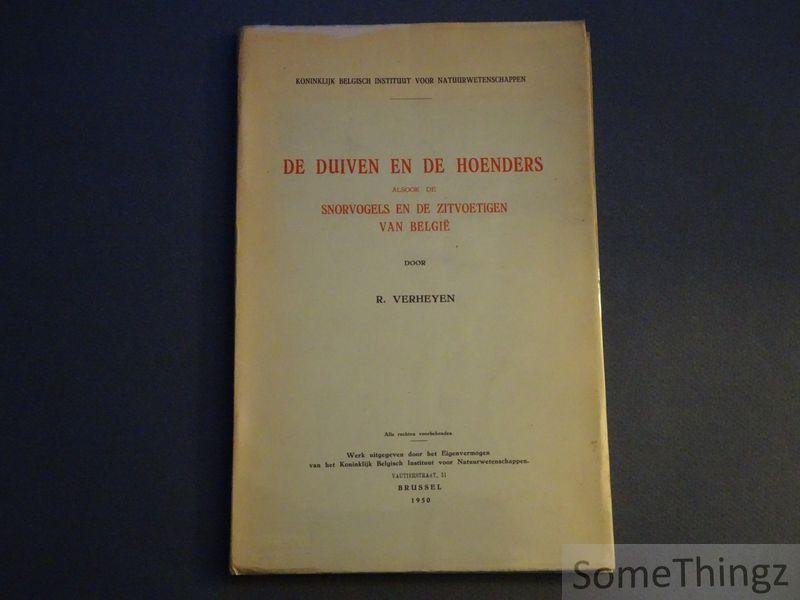 KONINKLIJK BELGISCH INSTITUUT VOOR NATUURWETENSCHAPPEN
DE DUIVEN EN DE HOENDERS
ALSOOK DE
SNORVOGELS EN DE ZITVOETIGEN
VAN BELGIË
DOOR
R. VERHEYEN
Alle rechten voorbehouden
Werk uitgegeven door het Eigenvermogen
van het Koninklijk Belgisch Instituut voor Natuurwetenschappen.
VAUTIERSTRAAT, 31
BRUSSEL
1950
SomeThingz